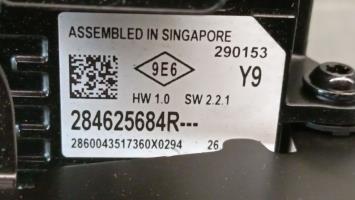 ASSEMBLED IN SINGAPORE
290153
9E6
Y9
HW 1.0 SW 2.2.1
284625684R---
2860043517360X0294 26